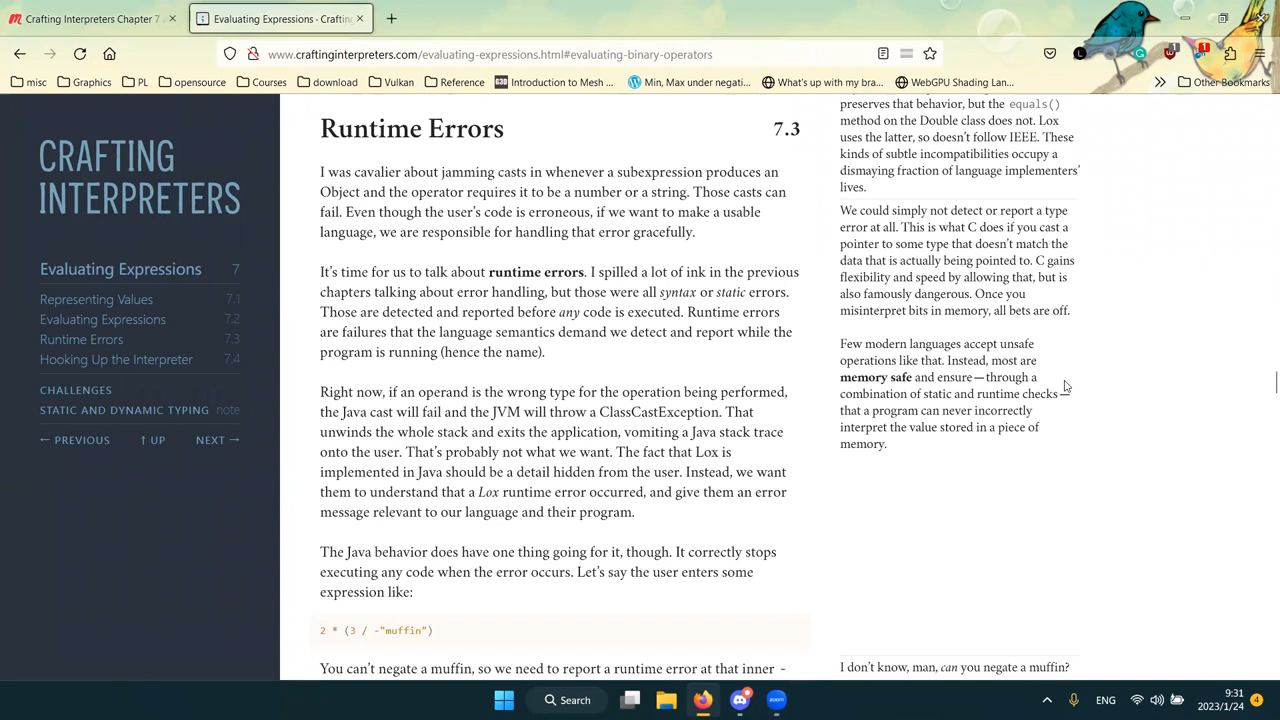 Crafting Interpreters Chapter 7
Evaluating Expressions · Crafting
www.craftinginterpreters.com/evaluating-expressions.html#evaluating-binary-operators
misc
Graphics
PL
opensource
Courses
download
Vulkan
Reference
Introduction to Mesh ...
Min, Max under negati...
What's up with my bra...
WebGPU Shading Lan...
Other Bookmarks
CRAFTING
INTERPRETERS
Evaluating Expressions 7
Representing Values 7.1
Evaluating Expressions 7.2
Runtime Errors 7.3
Hooking Up the Interpreter 7.4
CHALLENGES
STATIC AND DYNAMIC TYPING note
← PREVIOUS ↑ UP NEXT →
Runtime Errors 7.3
I was cavalier about jamming casts in whenever a subexpression produces an
Object and the operator requires it to be a number or a string. Those casts can
fail. Even though the user's code is erroneous, if we want to make a usable
language, we are responsible for handling that error gracefully.
It's time for us to talk about runtime errors. I spilled a lot of ink in the previous
chapters talking about error handling, but those were all syntax or static errors.
Those are detected and reported before any code is executed. Runtime errors
are failures that the language semantics demand we detect and report while the
program is running (hence the name).
Right now, if an operand is the wrong type for the operation being performed,
the Java cast will fail and the JVM will throw a ClassCastException. That
unwinds the whole stack and exits the application, vomiting a Java stack trace
onto the user. That's probably not what we want. The fact that Lox is
implemented in Java should be a detail hidden from the user. Instead, we want
them to understand that a Lox runtime error occurred, and give them an error
message relevant to our language and their program.
The Java behavior does have one thing going for it, though. It correctly stops
executing any code when the error occurs. Let's say the user enters some
expression like:
2 * (3 / -"muffin")
You can't negate a muffin, so we need to report a runtime error at that inner -
preserves that behavior, but the equals()
method on the Double class does not. Lox
uses the latter, so doesn't follow IEEE. These
kinds of subtle incompatibilities occupy a
dismaying fraction of language implementers'
lives.
We could simply not detect or report a type
error at all. This is what C does if you cast a
pointer to some type that doesn't match the
data that is actually being pointed to. C gains
flexibility and speed by allowing that, but is
also famously dangerous. Once you
misinterpret bits in memory, all bets are off.
Few modern languages accept unsafe
operations like that. Instead, most are
memory safe and ensure—through a
combination of static and runtime checks—
that a program can never incorrectly
interpret the value stored in a piece of
memory.
I don't know, man, can you negate a muffin?
Search
zoom
ENG
9:31
2023/1/24
4